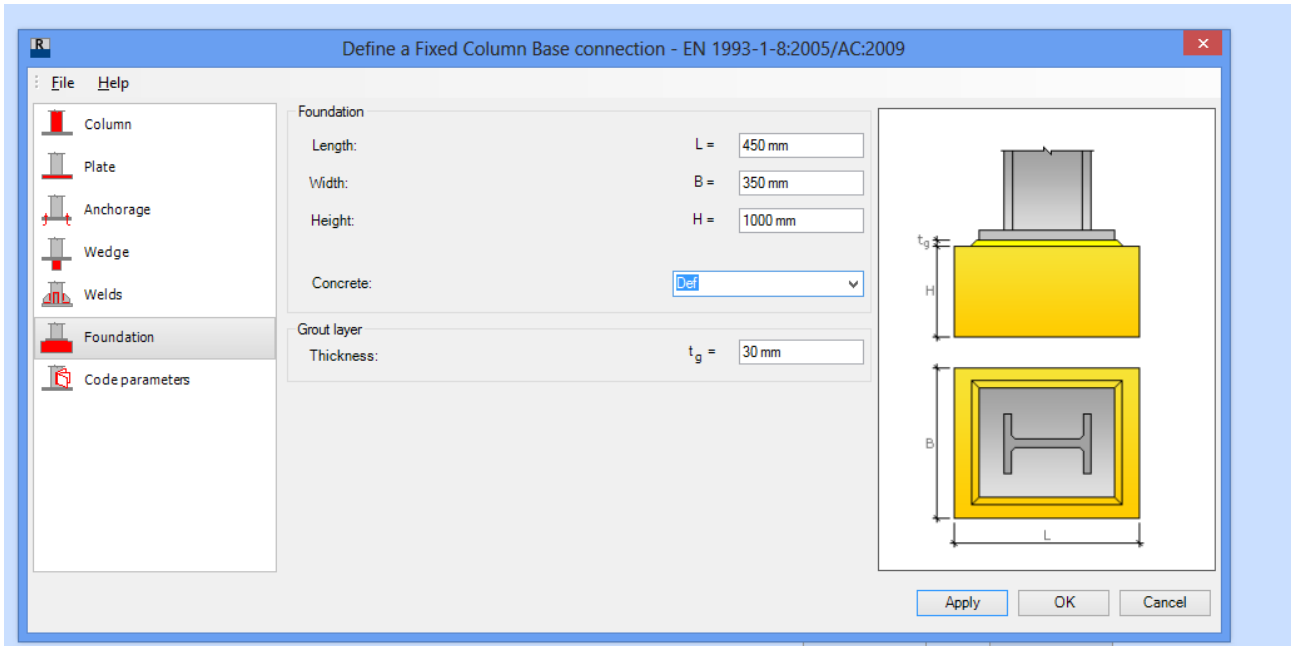 R
Define a Fixed Column Base connection - EN 1993-1-8:2005/AC:2009
File Help
Column
Plate
Anchorage
Wedge
Welds
Foundation
Code parameters
Foundation
Length: L = 450 mm
Width: B = 350 mm
Height: H = 1000 mm
Concrete: Def
Grout layer
Thickness: tg = 30 mm
tg
H
B
L
Apply OK Cancel